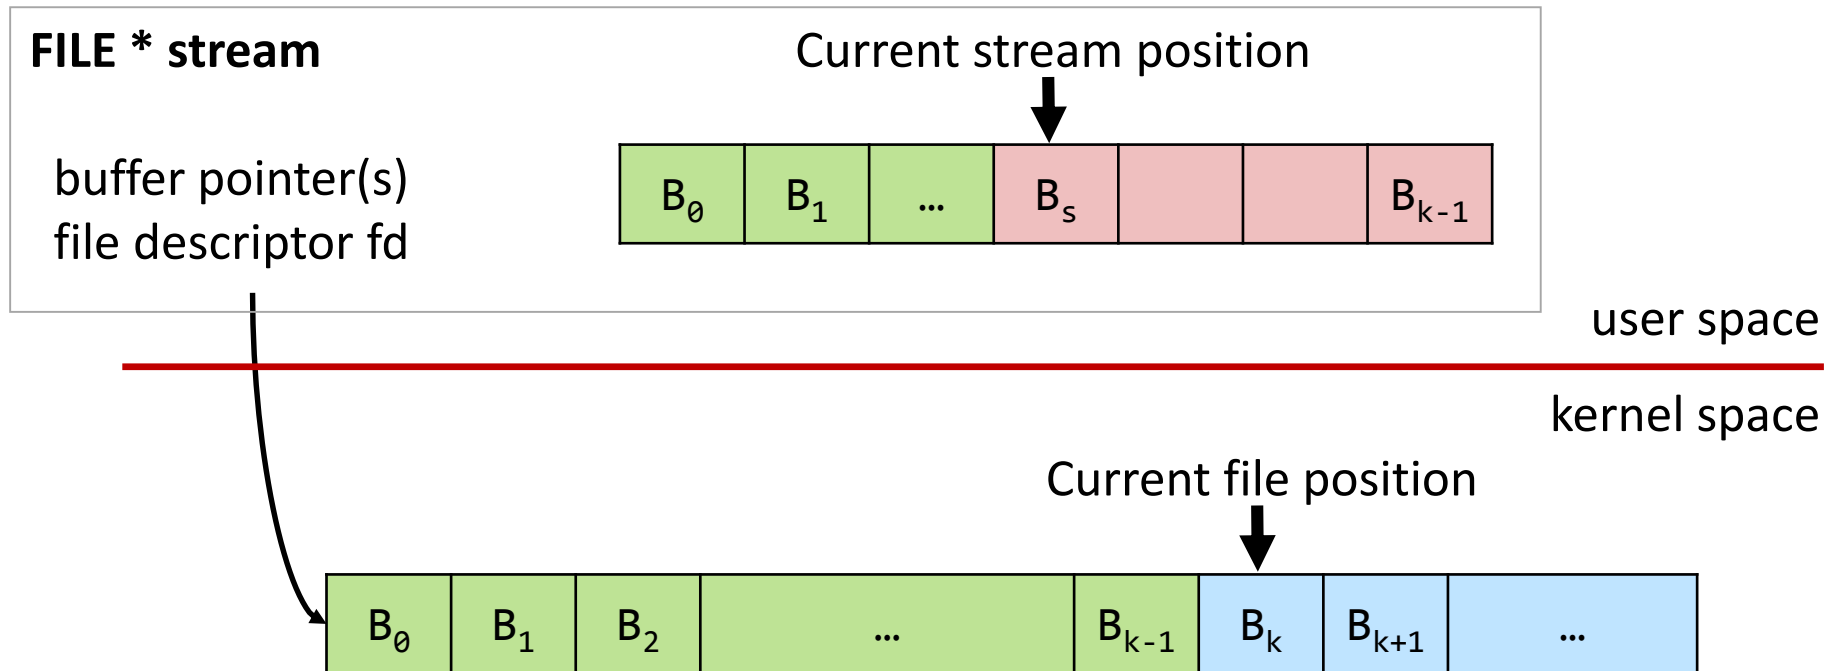 FILE * stream
Current stream position
buffer pointer(s)
file descriptor fd
B₀ B₁ … Bₛ Bₖ₋₁
user space
kernel space
Current file position
B₀ B₁ B₂ … Bₖ₋₁ Bₖ Bₖ₊₁ …